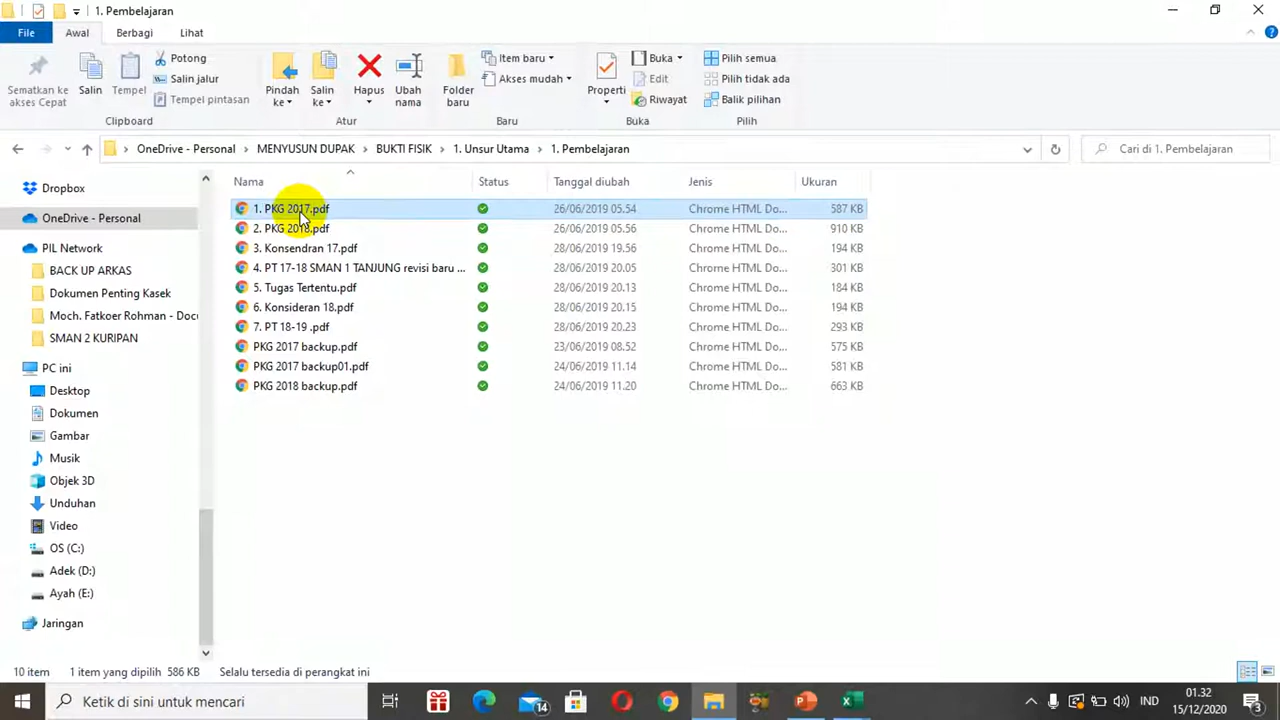 1. Pembelajaran
File Awal Berbagi Lihat
Sematkan ke akses Cepat
Salin
Tempel
Potong
Salin jalur
Tempel pintasan
Clipboard
Pindah ke
Salin ke
Hapus
Ubah nama
Atur
Folder baru
Item baru
Akses mudah
Baru
Properti
Buka
Edit
Riwayat
Buka
Pilih semua
Pilih tidak ada
Balik pilihan
Pilih
OneDrive - Personal MENYUSUN DUPAK BUKTI FISIK 1. Unsur Utama 1. Pembelajaran
Cari di 1. Pembelajaran
Dropbox
OneDrive - Personal
PIL Network
BACK UP ARKAS
Dokumen Penting Kasek
Moch. Fatkoer Rohman - Docu
SMAN 2 KURIPAN
PC ini
Desktop
Dokumen
Gambar
Musik
Objek 3D
Unduhan
Video
OS (C:)
Adek (D:)
Ayah (E:)
Jaringan
Nama Status Tanggal diubah Jenis Ukuran
1. PKG 2017.pdf 26/06/2019 05.54 Chrome HTML Do... 587 KB
2. PKG 2018.pdf 26/06/2019 05.56 Chrome HTML Do... 910 KB
3. Konsendran 17.pdf 28/06/2019 19.56 Chrome HTML Do... 194 KB
4. PT 17-18 SMAN 1 TANJUNG revisi baru ... 28/06/2019 20.05 Chrome HTML Do... 301 KB
5. Tugas Tertentu.pdf 28/06/2019 20.13 Chrome HTML Do... 184 KB
6. Konsideran 18.pdf 28/06/2019 20.15 Chrome HTML Do... 194 KB
7. PT 18-19 .pdf 28/06/2019 20.23 Chrome HTML Do... 293 KB
PKG 2017 backup.pdf 23/06/2019 08.52 Chrome HTML Do... 575 KB
PKG 2017 backup01.pdf 24/06/2019 11.14 Chrome HTML Do... 581 KB
PKG 2018 backup.pdf 24/06/2019 11.20 Chrome HTML Do... 663 KB
10 item 1 item yang dipilih 586 KB Selalu tersedia di perangkat ini
Ketik di sini untuk mencari
14
IND
01.32
15/12/2020
3